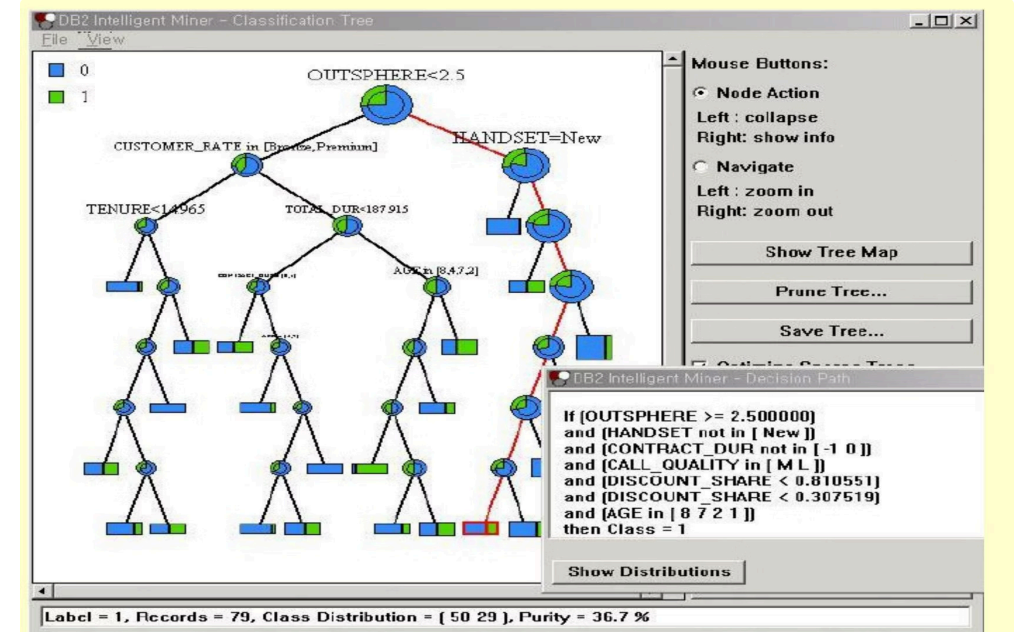 DB2 Intelligent Miner - Classification Tree
File View
0
1
OUTSPHERE<2.5
CUSTOMER_RATE in [Bronze,Premium]
HANDSET=New
TENURE<14965
TOTAL_DUR<187.915
AGE in [8,4,7,2]
Mouse Buttons:
Node Action
Left : collapse
Right: show info
Navigate
Left : zoom in
Right: zoom out
Show Tree Map
Prune Tree...
Save Tree...
DB2 Intelligent Miner - Decision Path
If (OUTSPHERE >= 2.500000)
and (HANDSET not in [ New ])
and (CONTRACT_DUR not in [ -1 0 ])
and (CALL_QUALITY in [ M L ])
and (DISCOUNT_SHARE < 0.810551)
and (DISCOUNT_SHARE < 0.307519)
and (AGE in [ 8 7 2 1 ])
then Class = 1
Show Distributions
Label = 1, Records = 79, Class Distribution = [ 50 29 ], Purity = 36.7 %